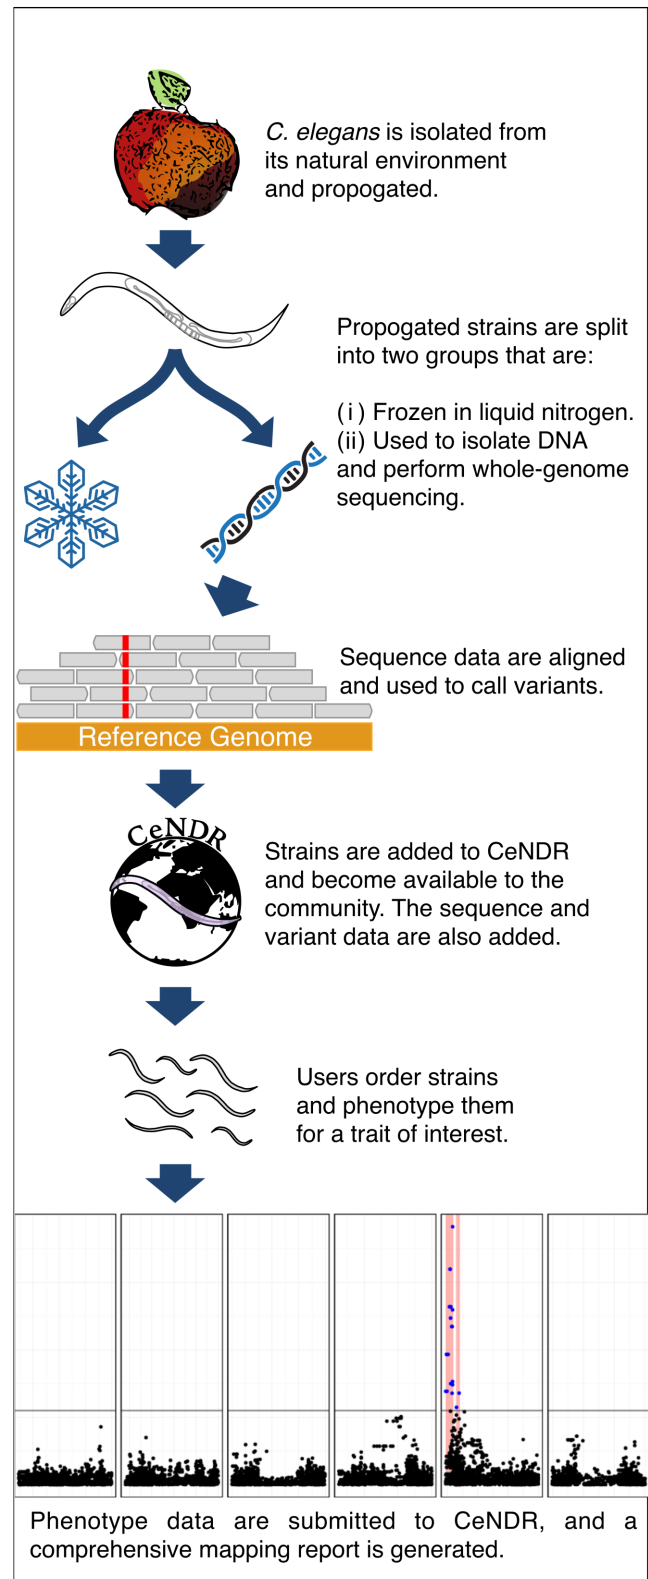 C. elegans is isolated from
its natural environment
and propogated.
Propogated strains are split
into two groups that are:
(i) Frozen in liquid nitrogen.
(ii) Used to isolate DNA
and perform whole-genome
sequencing.
Sequence data are aligned
and used to call variants.
Reference Genome
CeNDR
Strains are added to CeNDR
and become available to the
community. The sequence and
variant data are also added.
Users order strains
and phenotype them
for a trait of interest.
Phenotype data are submitted to CeNDR, and a
comprehensive mapping report is generated.